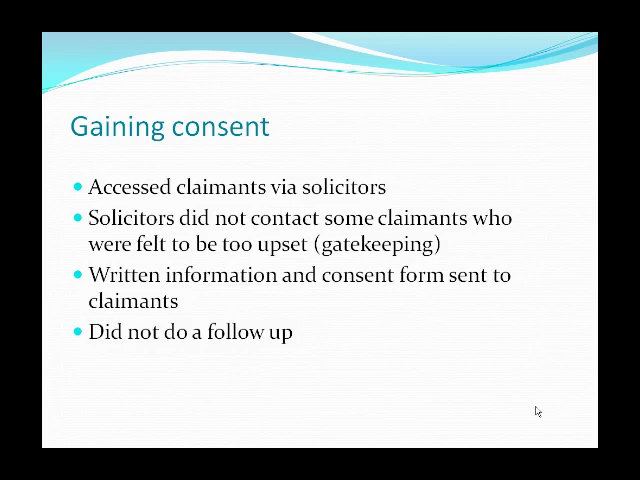 Gaining consent
Accessed claimants via solicitors
Solicitors did not contact some claimants who
were felt to be too upset (gatekeeping)
Written information and consent form sent to
claimants
Did not do a follow up